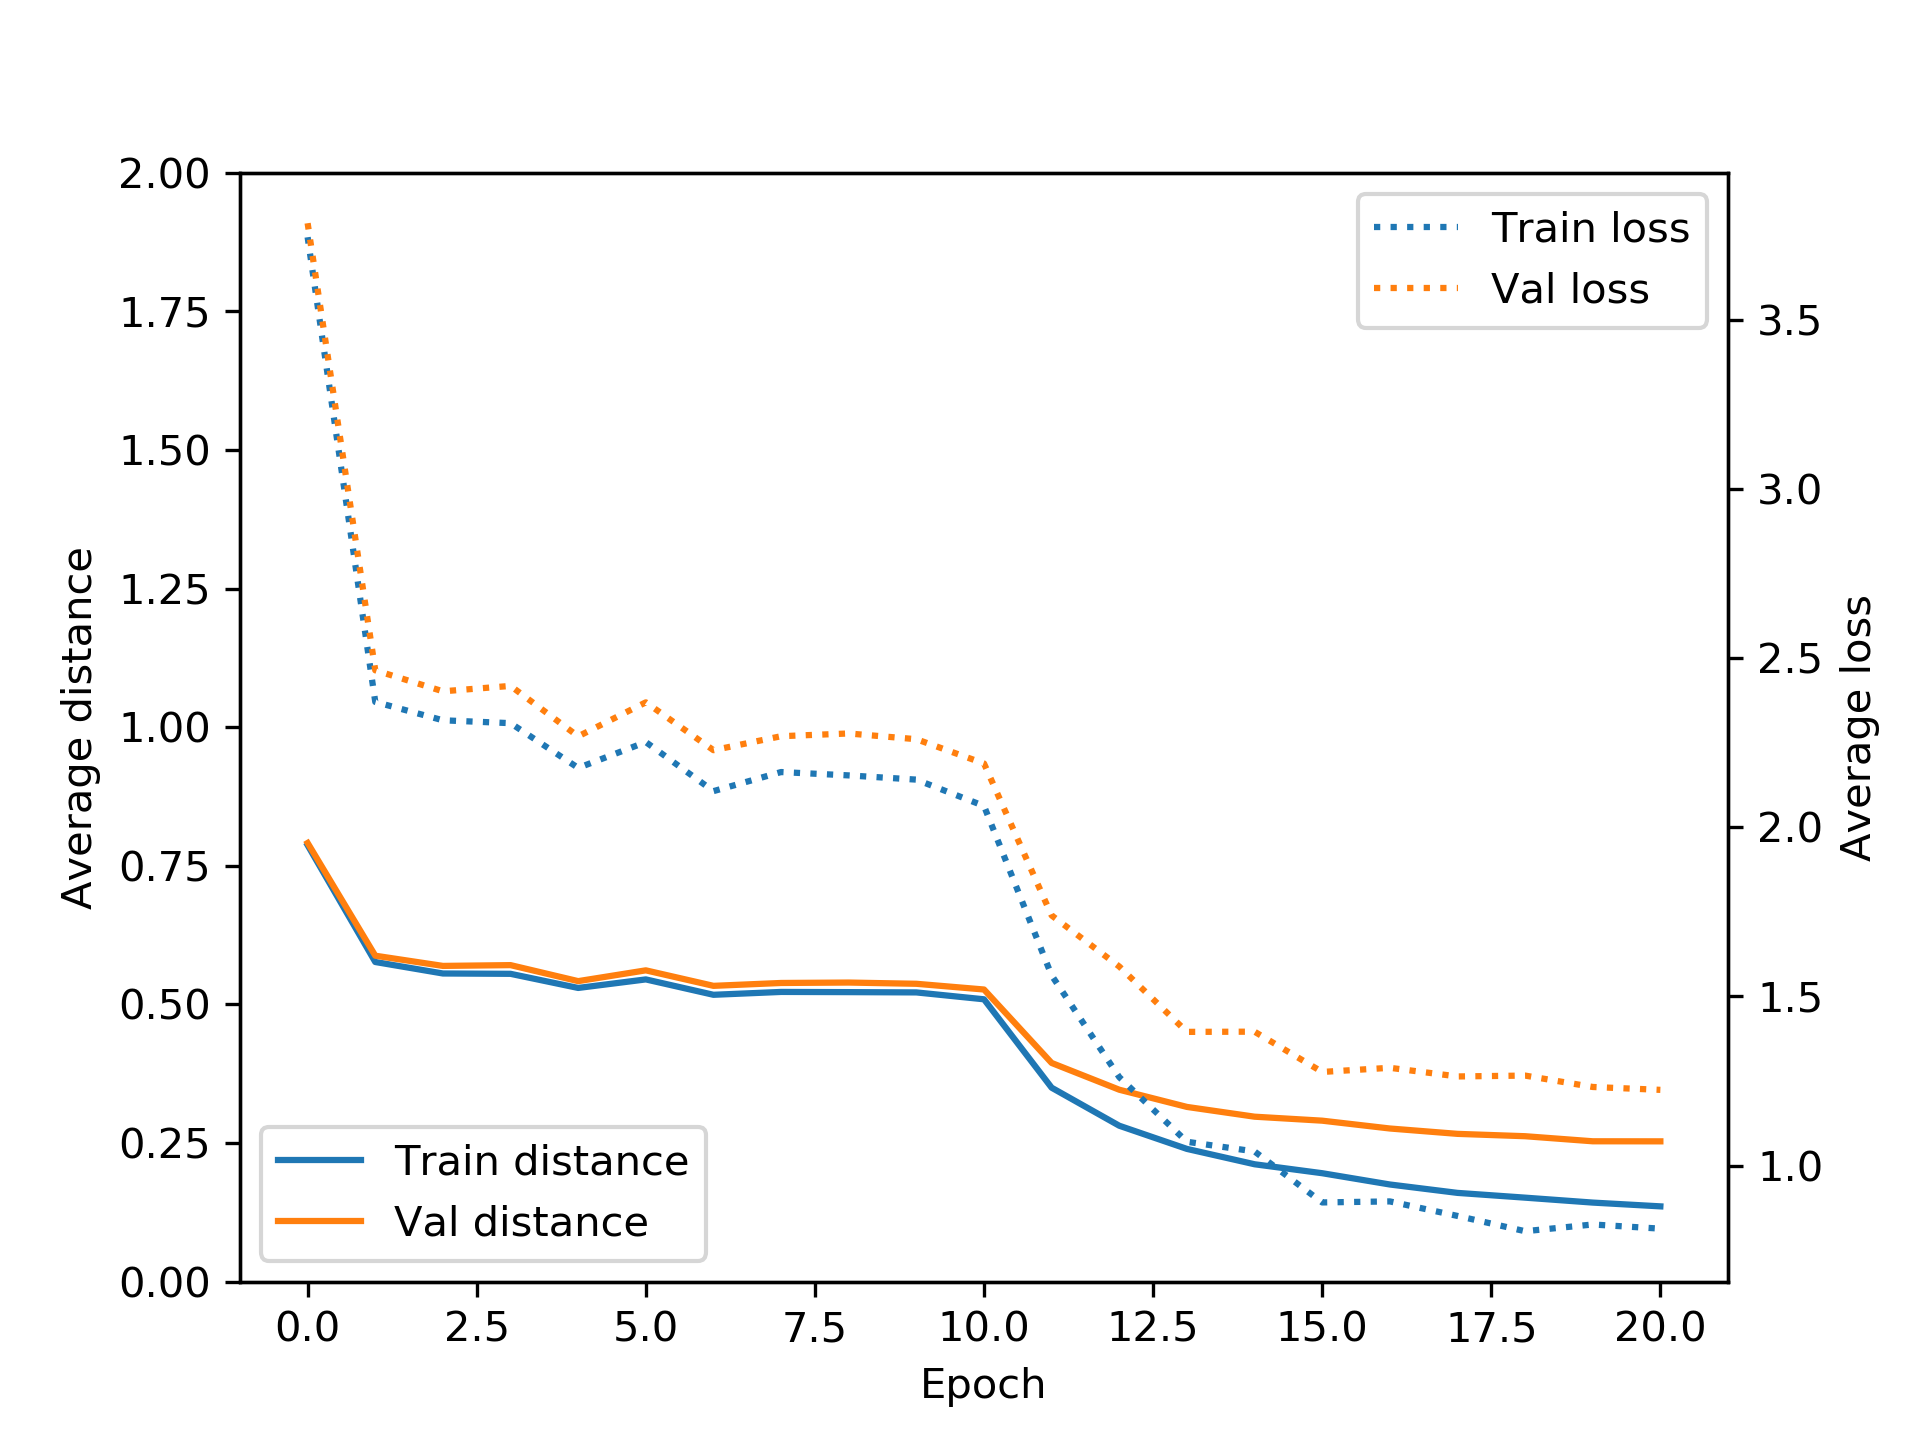 2.00
1.75
1.50
1.25
1.00
0.75
0.50
0.25
0.00
Average distance
Train loss
Val loss
3.5
3.0
2.5
2.0
1.5
1.0
Average loss
Train distance
Val distance
0.0 2.5 5.0 7.5 10.0 12.5 15.0 17.5 20.0
Epoch